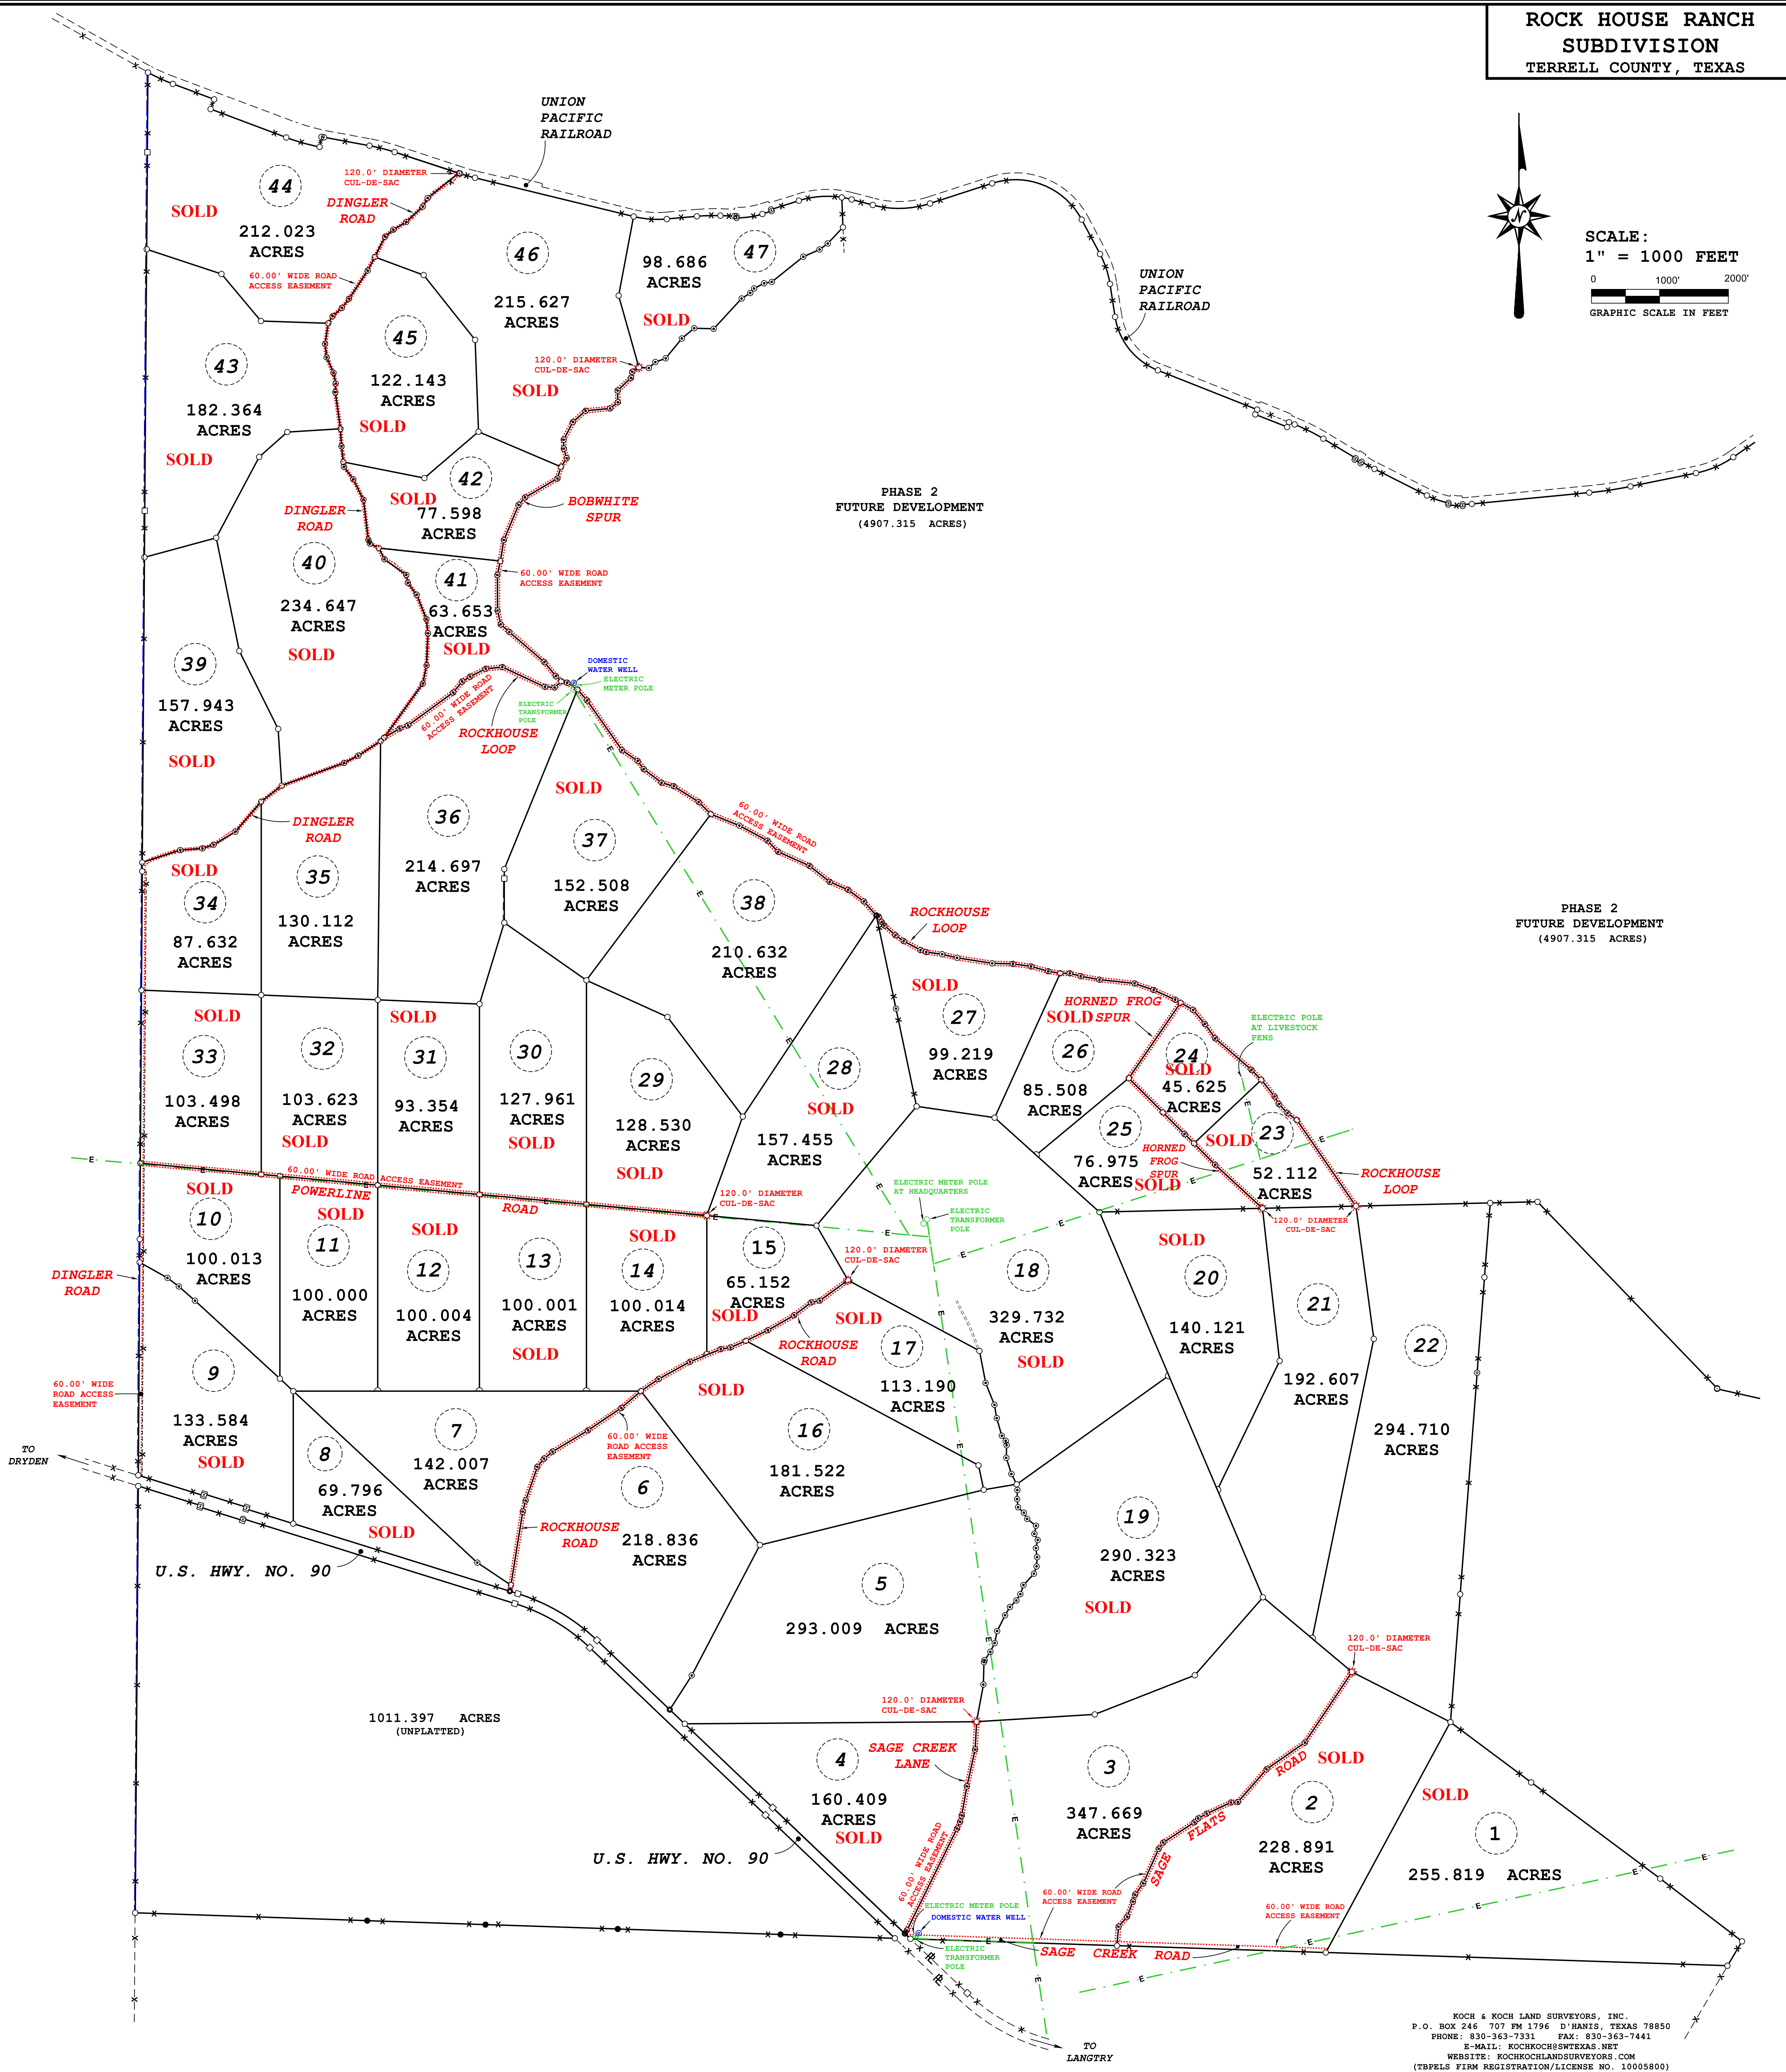 ROCK HOUSE RANCH
SUBDIVISION
TERRELL COUNTY, TEXAS
UNION
PACIFIC
RAILROAD
120.0' DIAMETER
CUL-DE-SAC
44
SOLD
DINGLER
ROAD
212.023
ACRES
60.00' WIDE ROAD
ACCESS EASEMENT
46
215.627
ACRES
SOLD
98.686
ACRES
47
SOLD
UNION
PACIFIC
RAILROAD
N
SCALE:
1" = 1000 FEET
0 1000' 2000'
GRAPHIC SCALE IN FEET
45
122.143
ACRES
SOLD
120.0' DIAMETER
CUL-DE-SAC
43
182.364
ACRES
SOLD
42
SOLD
77.598
ACRES
BOBWHITE
SPUR
PHASE 2
FUTURE DEVELOPMENT
(4907.315 ACRES)
DINGLER
ROAD
40
234.647
ACRES
SOLD
41
63.653
ACRES
SOLD
60.00' WIDE ROAD
ACCESS EASEMENT
39
157.943
ACRES
SOLD
DOMESTIC
WATER WELL
ELECTRIC
METER POLE
ELECTRIC
TRANSFORMER
POLE
60.00' WIDE ROAD
ACCESS EASEMENT
ROCKHOUSE
LOOP
E
DINGLER
ROAD
36
214.697
ACRES
SOLD
37
152.508
ACRES
60.00' WIDE ROAD
ACCESS EASEMENT
SOLD
34
87.632
ACRES
35
130.112
ACRES
38
210.632
ACRES
E
ROCKHOUSE
LOOP
PHASE 2
FUTURE DEVELOPMENT
(4907.315 ACRES)
SOLD
33
103.498
ACRES
32
103.623
ACRES
SOLD
SOLD
31
93.354
ACRES
30
127.961
ACRES
SOLD
29
128.530
ACRES
SOLD
28
SOLD
157.455
ACRES
E
SOLD
27
99.219
ACRES
HORNED FROG
SPUR
SOLD
26
85.508
ACRES
24
SOLD
45.625
ACRES
ELECTRIC POLE
AT LIVESTOCK
PENS
E
25
76.975
ACRES
HORNED
FROG
SPUR
SOLD
SOLD
23
52.112
ACRES
E
E
ROCKHOUSE
LOOP
120.0' DIAMETER
CUL-DE-SAC
E
E
60.00' WIDE ROAD ACCESS EASEMENT
POWERLINE
ROAD
E
E
E
E
120.0' DIAMETER
CUL-DE-SAC
ELECTRIC METER POLE
AT HEADQUARTERS
ELECTRIC
TRANSFORMER
POLE
E
E
E
E
SOLD
10
100.013
ACRES
SOLD
11
100.000
ACRES
SOLD
12
100.004
ACRES
13
100.001
ACRES
SOLD
SOLD
14
100.014
ACRES
15
65.152
ACRES
SOLD
120.0' DIAMETER
CUL-DE-SAC
SOLD
18
329.732
ACRES
SOLD
SOLD
20
140.121
ACRES
21
192.607
ACRES
22
294.710
ACRES
DINGLER
ROAD
9
133.584
ACRES
SOLD
60.00' WIDE
ROAD ACCESS
EASEMENT
ROCKHOUSE
ROAD
17
113.190
ACRES
E
SOLD
16
181.522
ACRES
TO
DRYDEN
8
69.796
ACRES
SOLD
7
142.007
ACRES
60.00' WIDE
ROAD ACCESS
EASEMENT
6
218.836
ACRES
ROCKHOUSE
ROAD
U.S. HWY. NO. 90
5
293.009 ACRES
19
290.323
ACRES
SOLD
E
120.0' DIAMETER
CUL-DE-SAC
1011.397 ACRES
(UNPLATTED)
120.0' DIAMETER
CUL-DE-SAC
SAGE CREEK
LANE
4
160.409
ACRES
SOLD
U.S. HWY. NO. 90
3
347.669
ACRES
E
SAGE FLATS ROAD
SOLD
2
228.891
ACRES
SOLD
1
255.819 ACRES
E
E
E
E
E
60.00' WIDE ROAD
ACCESS EASEMENT
60.00' WIDE ROAD
ACCESS EASEMENT
60.00' WIDE ROAD
ACCESS EASEMENT
ELECTRIC METER POLE
DOMESTIC WATER WELL
E
ELECTRIC
TRANSFORMER
POLE
SAGE CREEK ROAD
E
TO
LANGTRY
KOCH & KOCH LAND SURVEYORS, INC.
P.O. BOX 246 707 FM 1796 D'HANIS, TEXAS 78850
PHONE: 830-363-7331 FAX: 830-363-7441
E-MAIL: KOCHKOCH@SWTEXAS.NET
WEBSITE: KOCHKOCHLANDSURVEYORS.COM
(TBPELS FIRM REGISTRATION/LICENSE NO. 10005800)